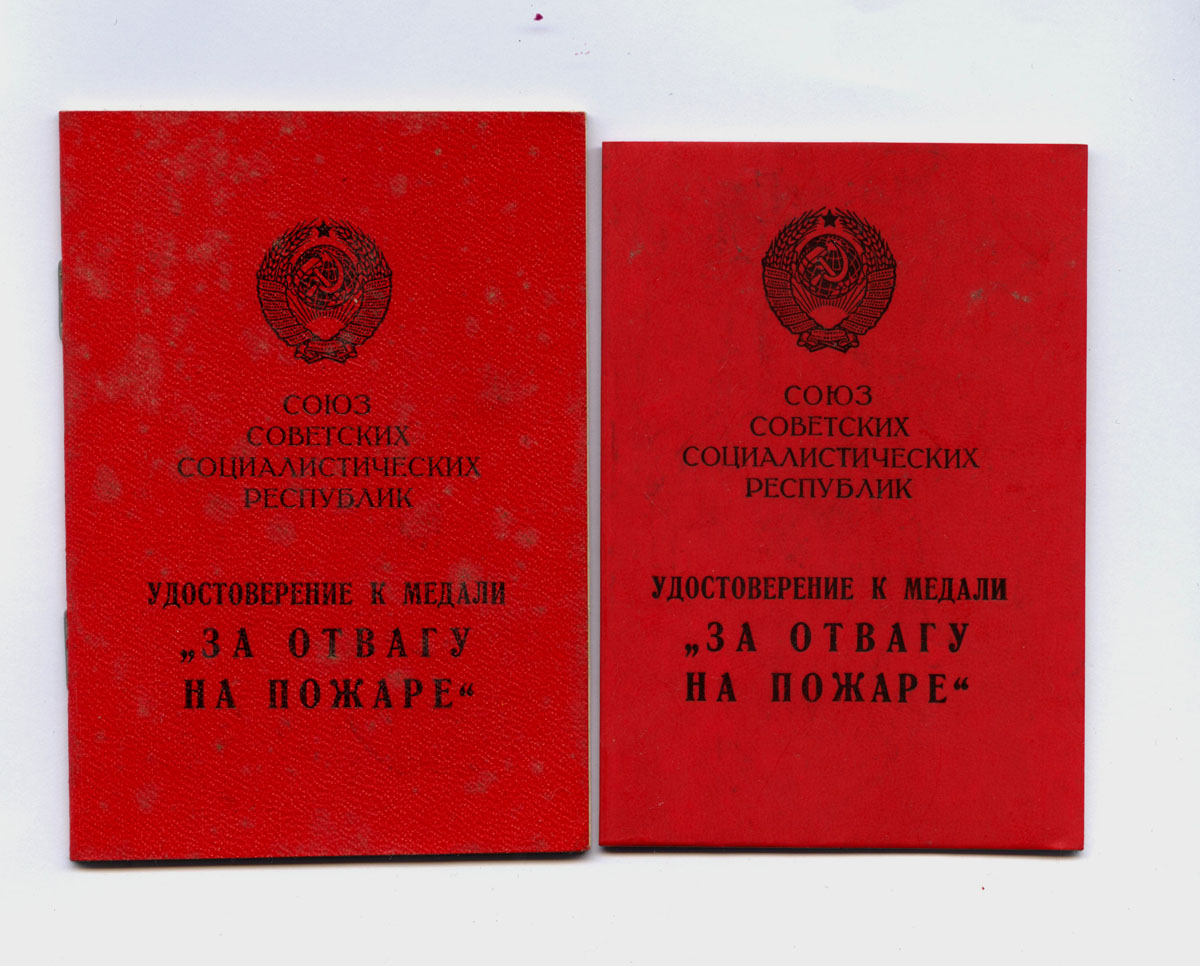 СОЮЗ
СОВЕТСКИХ
СОЦИАЛИСТИЧЕСКИХ
РЕСПУБЛИК
УДОСТОВЕРЕНИЕ К МЕДАЛИ
„ЗА ОТВАГУ
НА ПОЖАРЕ“
СОЮЗ
СОВЕТСКИХ
СОЦИАЛИСТИЧЕСКИХ
РЕСПУБЛИК
УДОСТОВЕРЕНИЕ К МЕДАЛИ
„ЗА ОТВАГУ
НА ПОЖАРЕ“